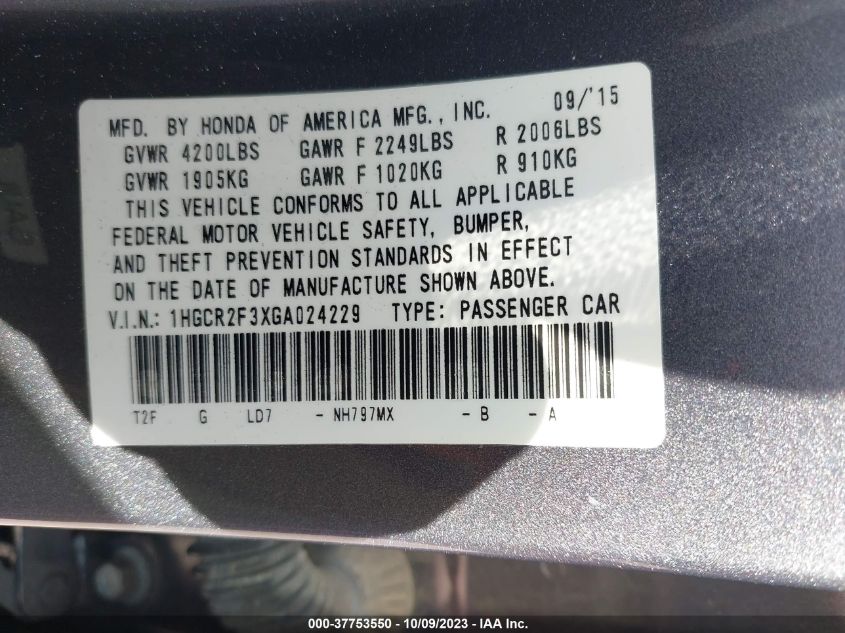 MFD. BY HONDA OF AMERICA MFG., INC. 09/'15
GVWR 4200LBS GAWR F 2249LBS R 2006LBS
GVWR 1905KG GAWR F 1020KG R 910KG
THIS VEHICLE CONFORMS TO ALL APPLICABLE
FEDERAL MOTOR VEHICLE SAFETY, BUMPER,
AND THEFT PREVENTION STANDARDS IN EFFECT
ON THE DATE OF MANUFACTURE SHOWN ABOVE.
V.I.N.: 1HGCR2F3XGA024229 TYPE: PASSENGER CAR
T2F G LD7 - NH797MX - B - A
000-37753550 - 10/09/2023 - IAA Inc.